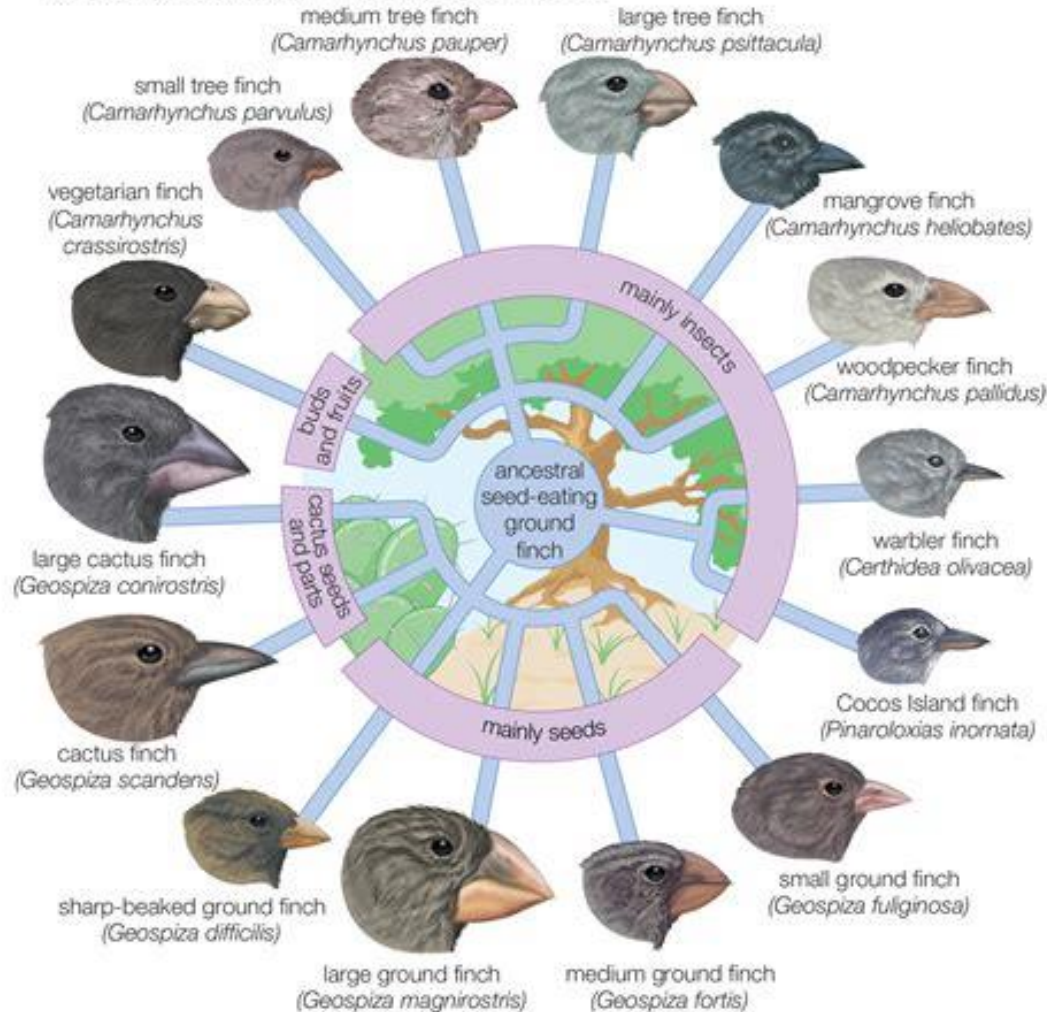 medium tree finch
(Camarhynchus pauper)
large tree finch
(Camarhynchus psittacula)
small tree finch
(Camarhynchus parvulus)
vegetarian finch
(Camarhynchus
crassirostris)
mangrove finch
(Camarhynchus heliobates)
mainly insects
woodpecker finch
(Camarhynchus pallidus)
buds
and fruits
ancestral
seed-eating
ground
finch
cactus seeds
and parts
large cactus finch
(Geospiza conirostris)
warbler finch
(Certhidea olivacea)
Cocos Island finch
(Pinaroloxias inornata)
mainly seeds
cactus finch
(Geospiza scandens)
small ground finch
(Geospiza fuliginosa)
sharp-beaked ground finch
(Geospiza difficilis)
large ground finch
(Geospiza magnirostris)
medium ground finch
(Geospiza fortis)